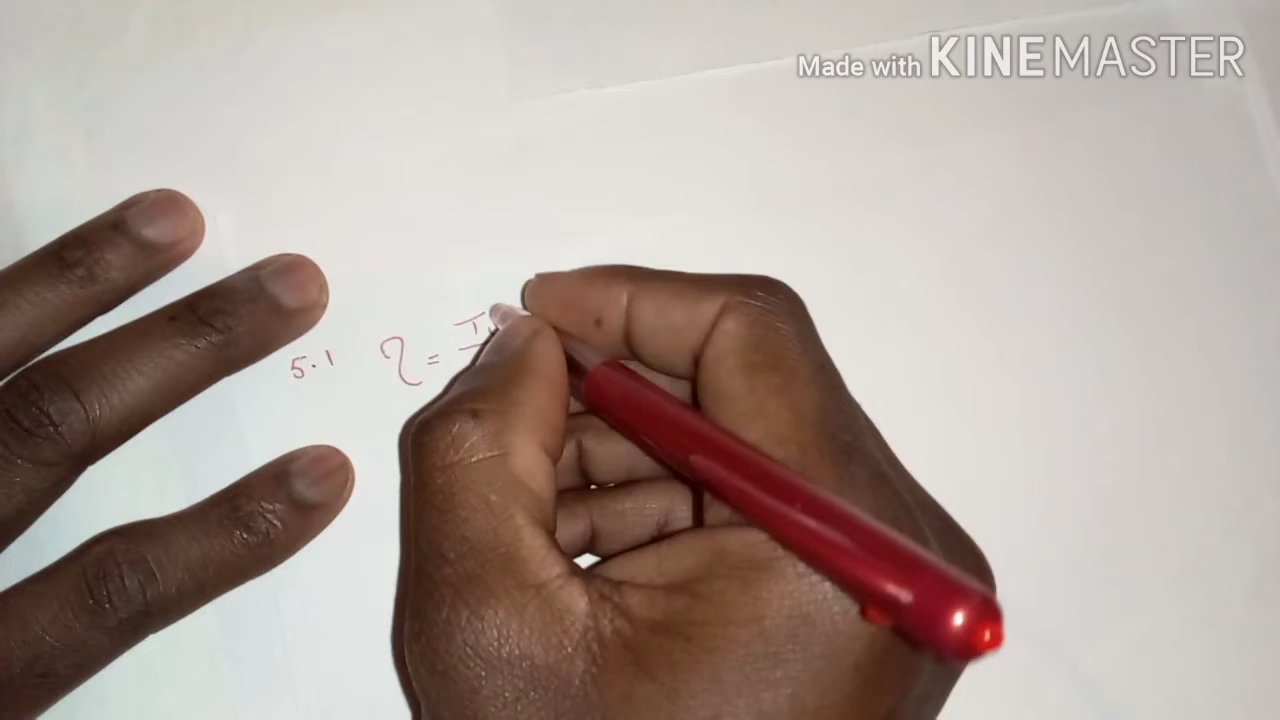 Made with KINEMASTER
5.1 η = T